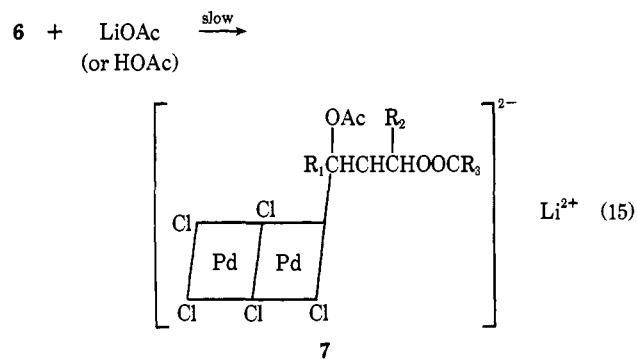 6 + LiOAc slow
(or HOAc)
2−
OAc R₂
R₁CHCHCHOOCR₃
Cl Cl
Pd Pd
Li²⁺ (15)
Cl Cl Cl
7